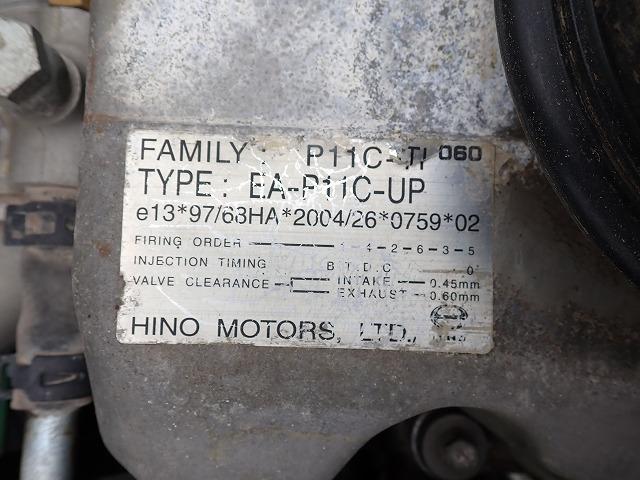 FAMILY : P11C-TI 060
TYPE : EA-P11C-UP
e13*97/68HA*2004/26*0759*02
FIRING ORDER 1-4-2-6-3-5
INJECTION TIMING B.T.D.C 0°
VALVE CLEARANCE INTAKE 0.45mm
EXHAUST 0.60mm
HINO MOTORS, LTD.,